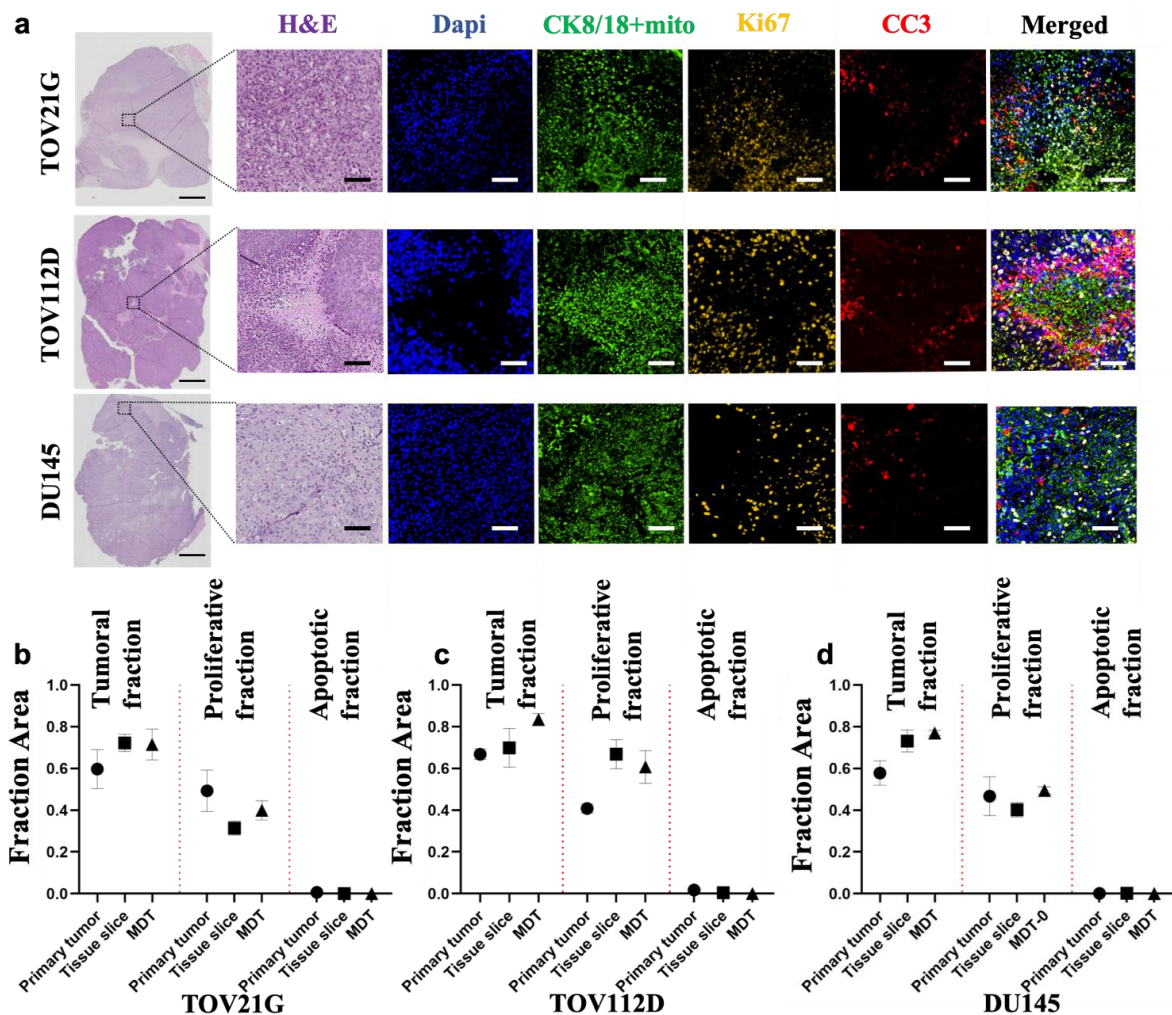 a
H&E Dapi CK8/18+mito Ki67 CC3 Merged
TOV21G
TOV112D
DU145
b
Fraction Area
1.0
0.8
0.6
0.4
0.2
0.0
Tumoral
fraction
Proliferative
fraction
Apoptotic
fraction
Primary tumor
Tissue slice
MDT
Primary tumor
Tissue slice
MDT
Primary tumor
Tissue slice
MDT
TOV21G
c
Fraction Area
1.0
0.8
0.6
0.4
0.2
0.0
Tumoral
fraction
Proliferative
fraction
Apoptotic
fraction
Primary tumor
Tissue slice
MDT
Primary tumor
Tissue slice
MDT
Primary tumor
Tissue slice
MDT
TOV112D
d
Fraction Area
1.0
0.8
0.6
0.4
0.2
0.0
Tumoral
fraction
Proliferative
fraction
Apoptotic
fraction
Primary tumor
Tissue slice
MDT
Primary tumor
Tissue slice
MDT-0
Primary tumor
Tissue slice
MDT
DU145